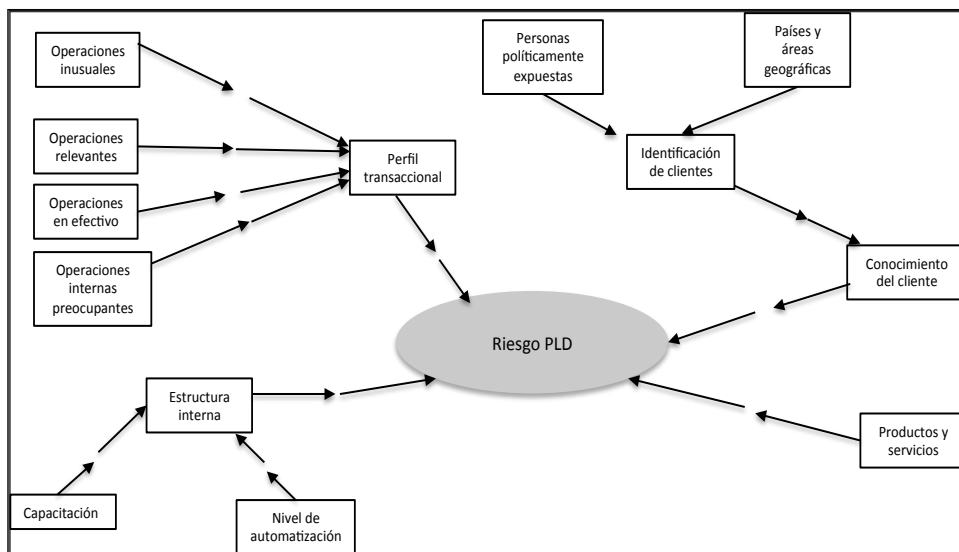 Operaciones
inusuales
Personas
políticamente
expuestas
Países y
áreas
geográficas
Operaciones
relevantes
Perfil
transaccional
Identificación
de clientes
Operaciones
en efectivo
Operaciones
internas
preocupantes
Conocimiento
del cliente
Riesgo PLD
Estructura
interna
Productos y
servicios
Capacitación
Nivel de
automatización